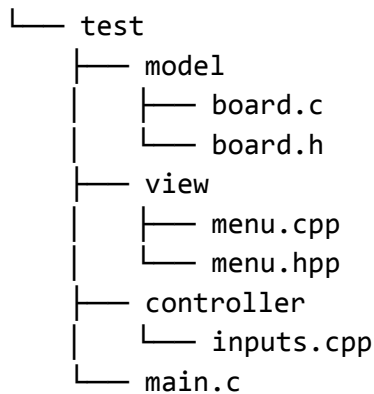 └── test
    ├── model
    │   ├── board.c
    │   └── board.h
    ├── view
    │   ├── menu.cpp
    │   └── menu.hpp
    ├── controller
    │   └── inputs.cpp
    └── main.c